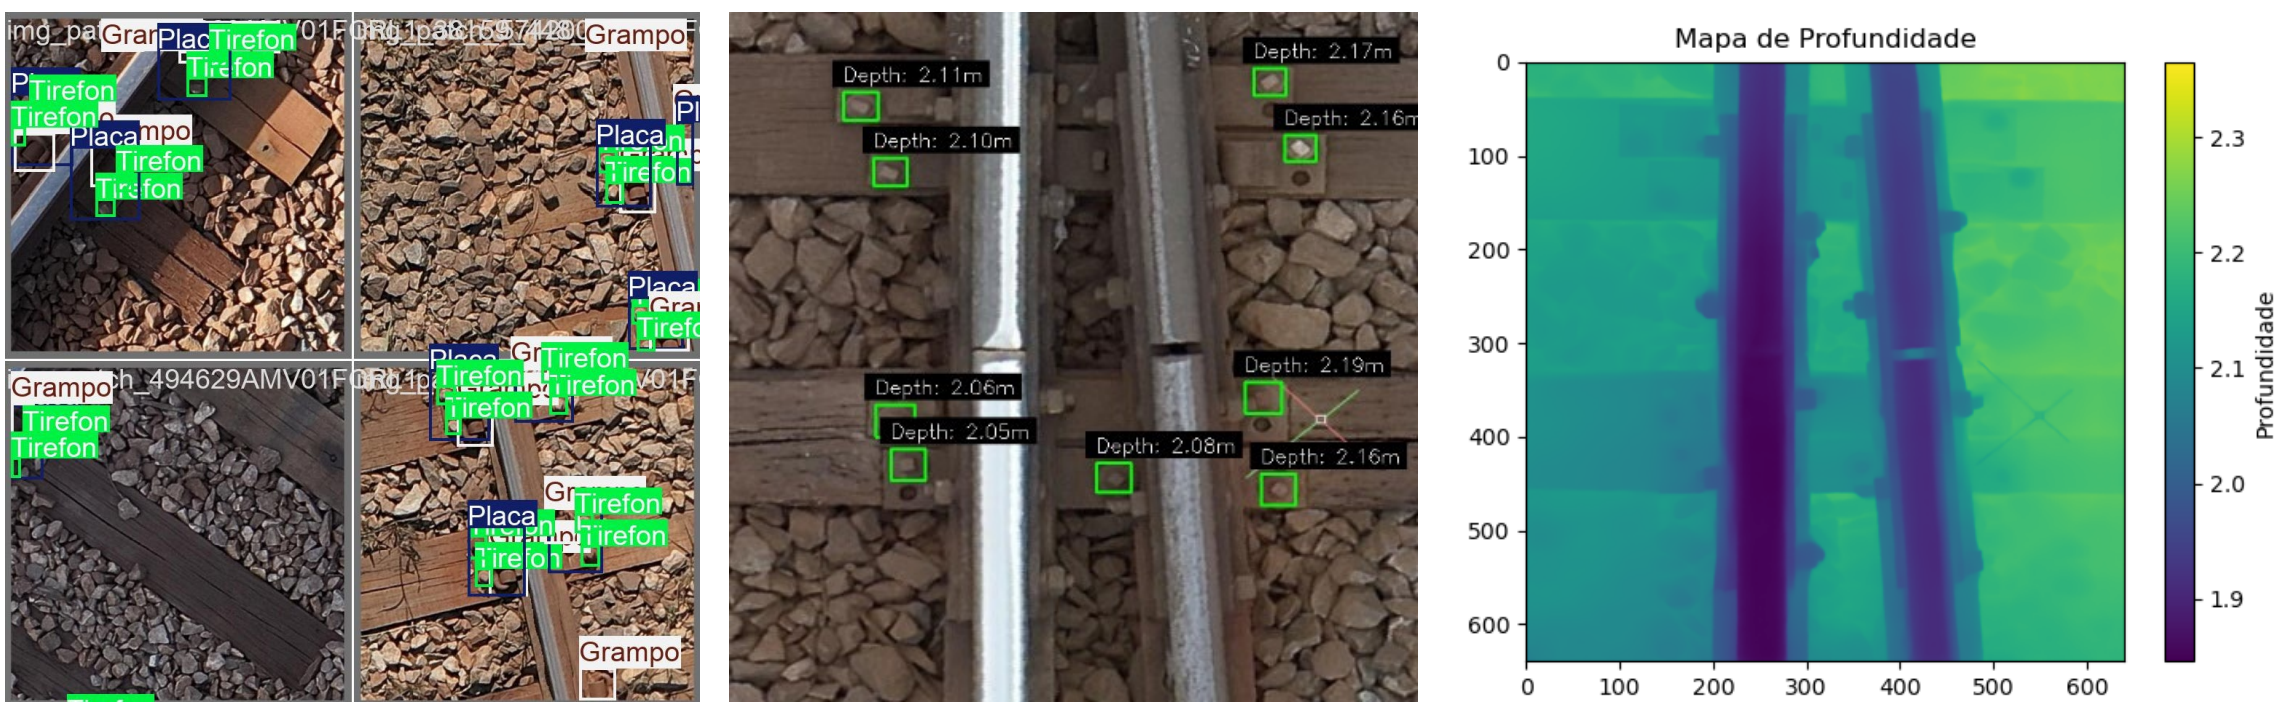 Grampo
Placa
Tirefon
Tirefon
Tirefon
Tirefon
Placa
Tirefon
Tirefon
Grampo
Placa
Tirefon
Placa
Grampo
Tirefon
Placa
Tirefon
Tirefon
Tirefon
Grampo
Tirefon
Tirefon
Placa
Tirefon
Grampo
Tirefon
Tirefon
Grampo
Depth: 2.11m
Depth: 2.17m
Depth: 2.10m
Depth: 2.16m
Depth: 2.06m
Depth: 2.19m
Depth: 2.05m
Depth: 2.08m
Depth: 2.16m
Mapa de Profundidade
0
100
200
300
400
500
600
0 100 200 300 400 500 600
2.3
2.2
2.1
2.0
1.9
Profundidade